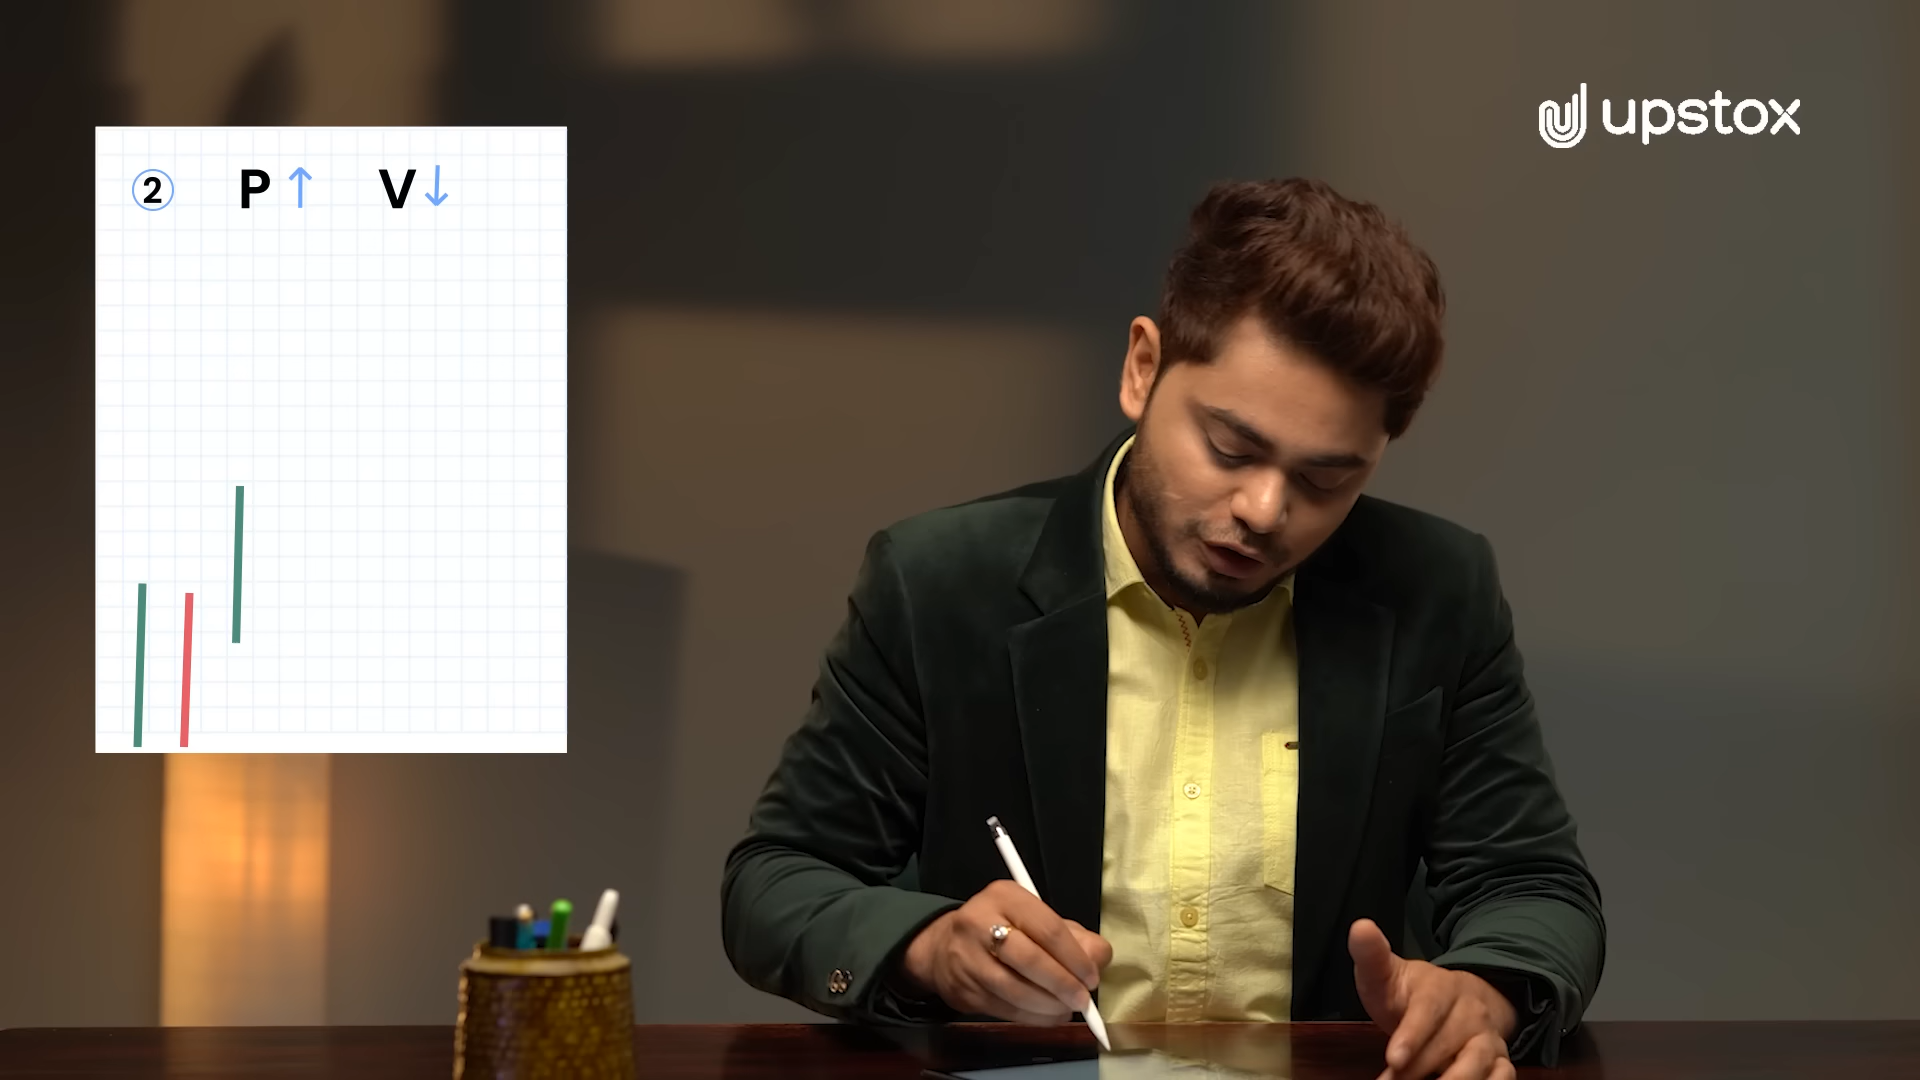 ② P ↑ V ↓
upstox